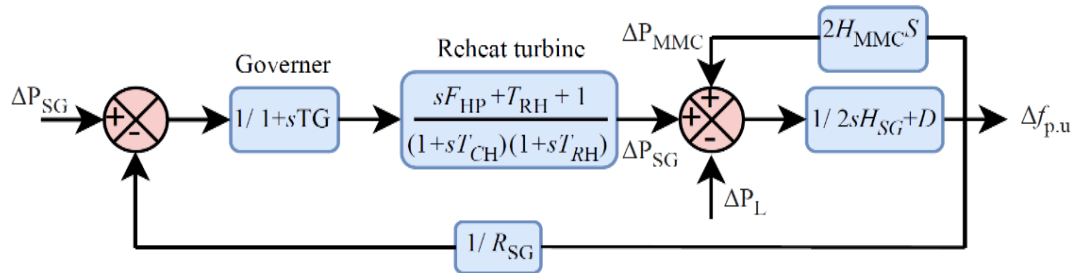 ΔP_MMC
2H_MMC S
Governer
Reheat turbine
ΔP_SG
+
-
1/ 1+sTG
sF_HP +T_RH + 1
(1+sT_CH)(1+sT_RH)
ΔP_SG
+
+
-
1/ 2sH_SG+D
Δf_p.u
ΔP_L
1/ R_SG